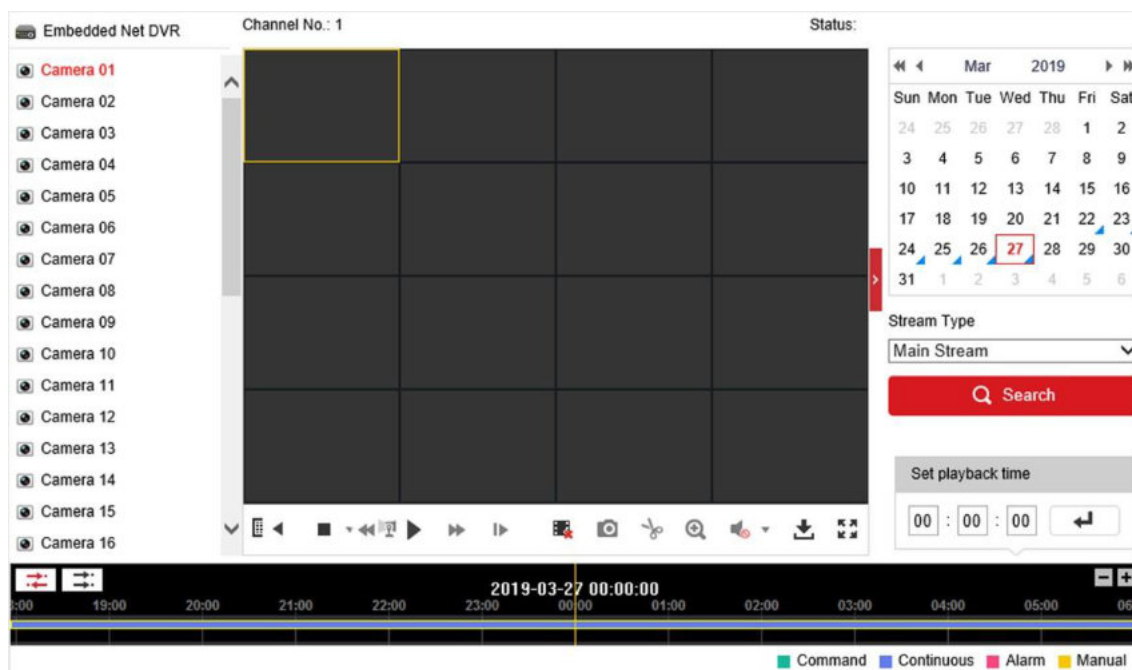 Embedded Net DVR
Channel No.: 1
Status:
Camera 01
Camera 02
Camera 03
Camera 04
Camera 05
Camera 06
Camera 07
Camera 08
Camera 09
Camera 10
Camera 11
Camera 12
Camera 13
Camera 14
Camera 15
Camera 16
Mar 2019
Sun Mon Tue Wed Thu Fri Sat
24 25 26 27 28 1 2
3 4 5 6 7 8 9
10 11 12 13 14 15 16
17 18 19 20 21 22 23
24 25 26 27 28 29 30
31 1 2 3 4 5 6
Stream Type
Main Stream
Search
Set playback time
00 : 00 : 00
2019-03-27 00:00:00
:00 19:00 20:00 21:00 22:00 23:00 00:00 01:00 02:00 03:00 04:00 05:00 06
Command Continuous Alarm Manual